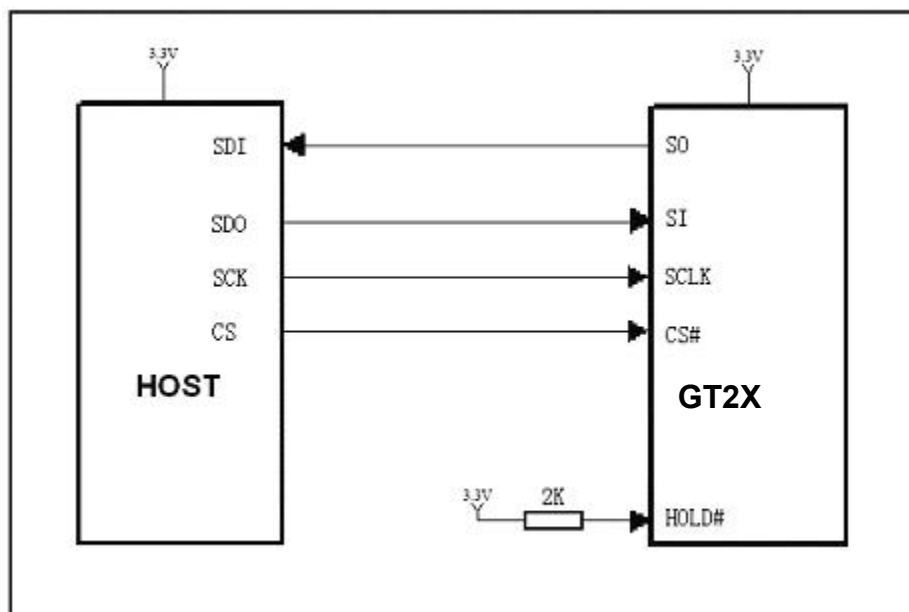 3.3V
3.3V
SDI
SO
SDO
SI
SCK
SCLK
CS
CS#
HOST
GT2X
3.3V
2K
HOLD#